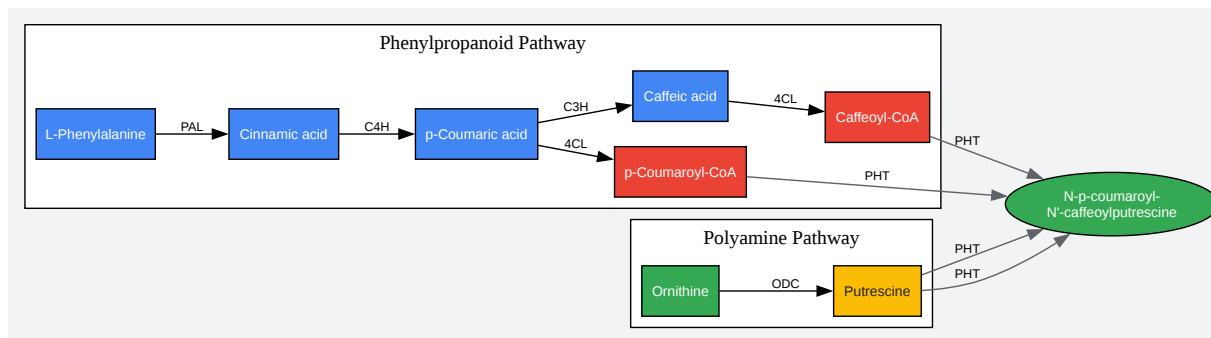 Phenylpropanoid Pathway
L-Phenylalanine
PAL
Cinnamic acid
C4H
p-Coumaric acid
C3H
Caffeic acid
4CL
Caffeoyl-CoA
4CL
p-Coumaroyl-CoA
PHT
PHT
N-p-coumaroyl-
N'-caffeoylputrescine
Polyamine Pathway
Ornithine
ODC
Putrescine
PHT
PHT